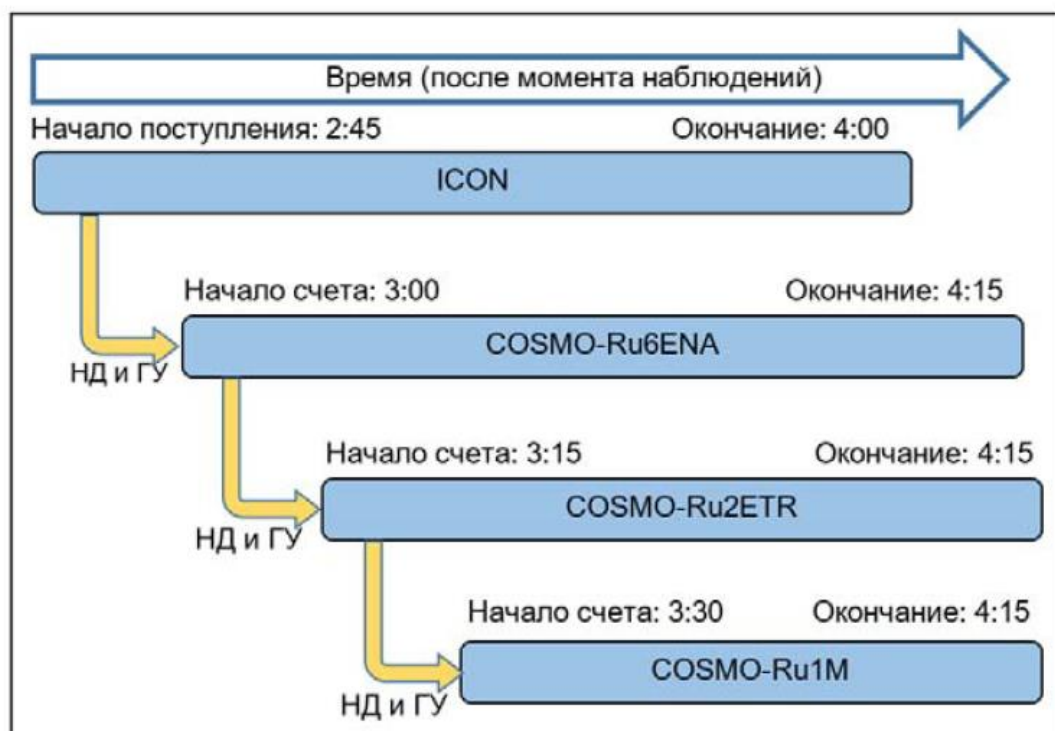 Время (после момента наблюдений)
Начало поступления: 2:45 Окончание: 4:00
ICON
Начало счета: 3:00 Окончание: 4:15
COSMO-Ru6ENA
НД и ГУ
Начало счета: 3:15 Окончание: 4:15
COSMO-Ru2ETR
НД и ГУ
Начало счета: 3:30 Окончание: 4:15
COSMO-Ru1M
НД и ГУ